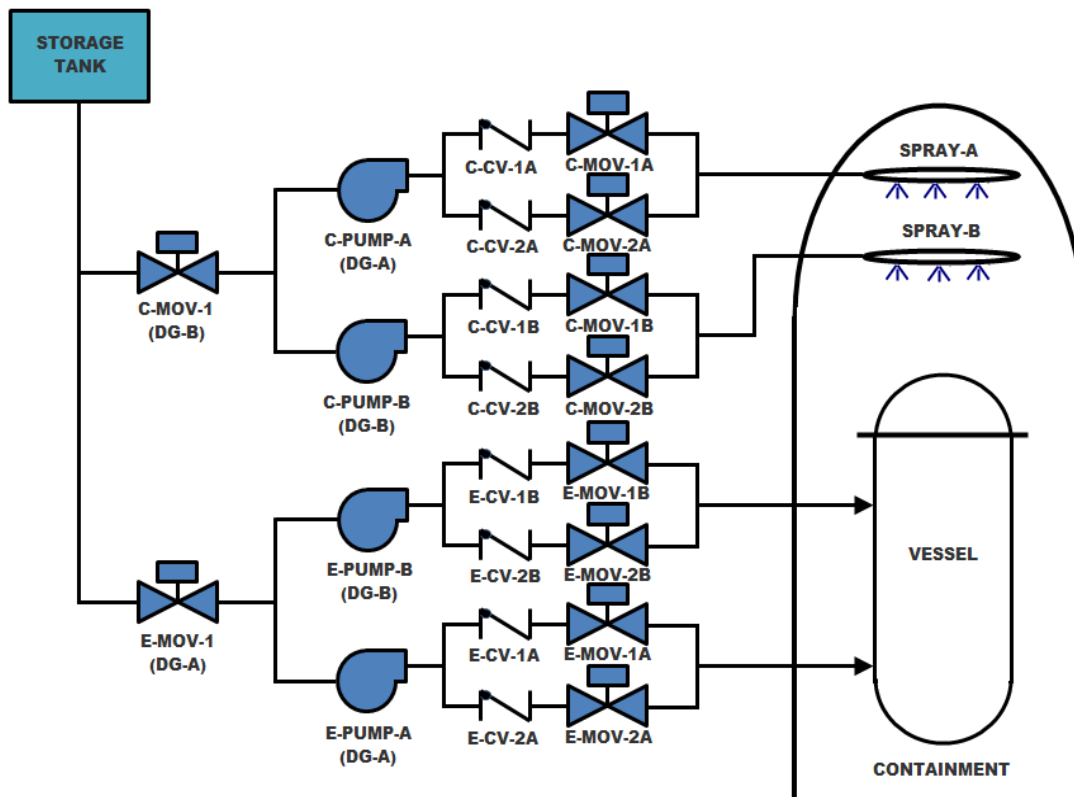 STORAGE
TANK
C-MOV-1
(DG-B)
C-PUMP-A
(DG-A)
C-CV-1A
C-MOV-1A
C-CV-2A
C-MOV-2A
SPRAY-A
SPRAY-B
C-PUMP-B
(DG-B)
C-CV-1B
C-MOV-1B
C-CV-2B
C-MOV-2B
E-MOV-1
(DG-A)
E-PUMP-B
(DG-B)
E-CV-1B
E-MOV-1B
E-CV-2B
E-MOV-2B
E-PUMP-A
(DG-A)
E-CV-1A
E-MOV-1A
E-CV-2A
E-MOV-2A
VESSEL
CONTAINMENT